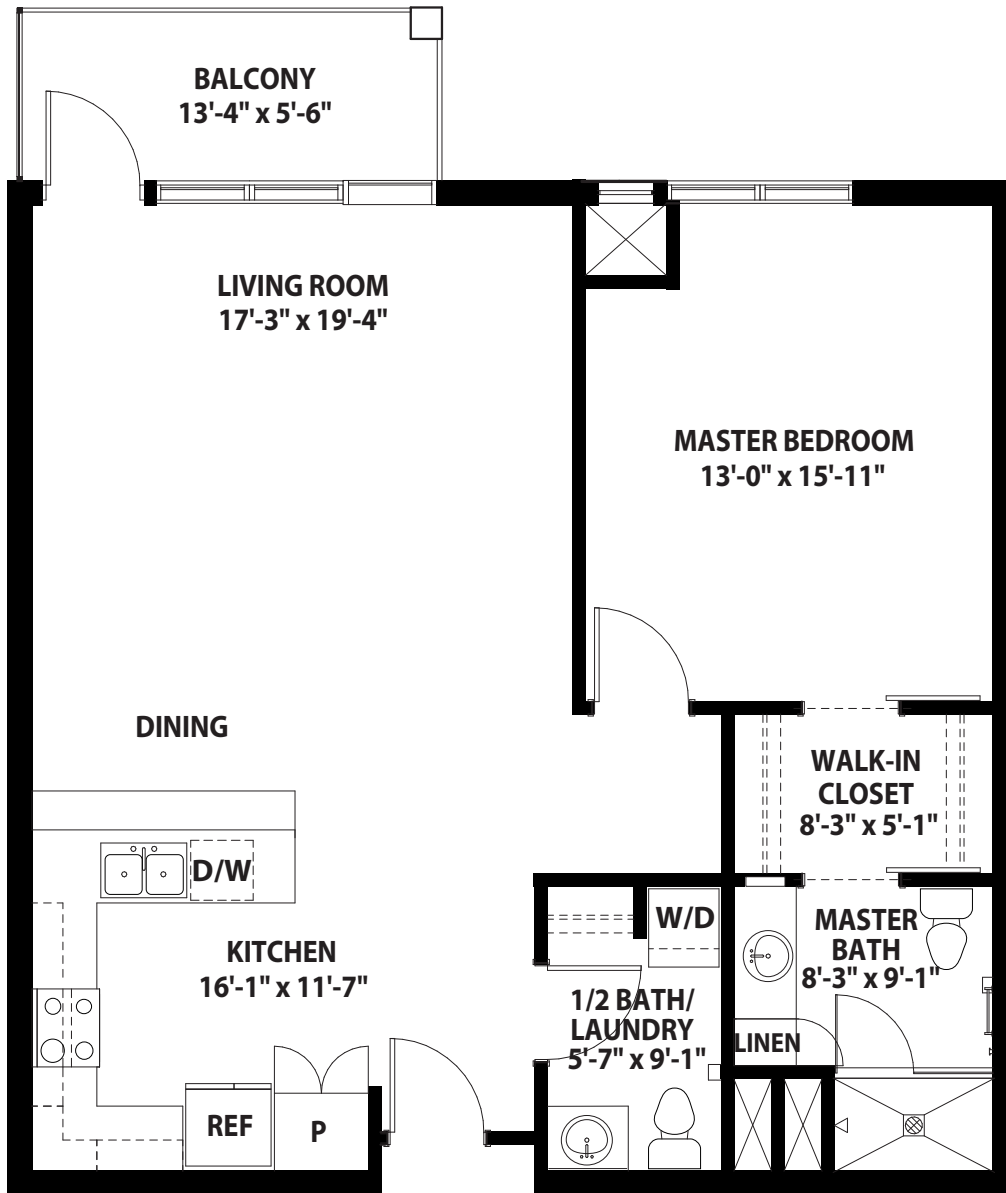 BALCONY
13'-4" x 5'-6"
LIVING ROOM
17'-3" x 19'-4"
MASTER BEDROOM
13'-0" x 15'-11"
DINING
WALK-IN
CLOSET
8'-3" x 5'-1"
D/W
W/D
MASTER
BATH
8'-3" x 9'-1"
KITCHEN
16'-1" x 11'-7"
1/2 BATH/
LAUNDRY
5'-7" x 9'-1"
LINEN
REF
P